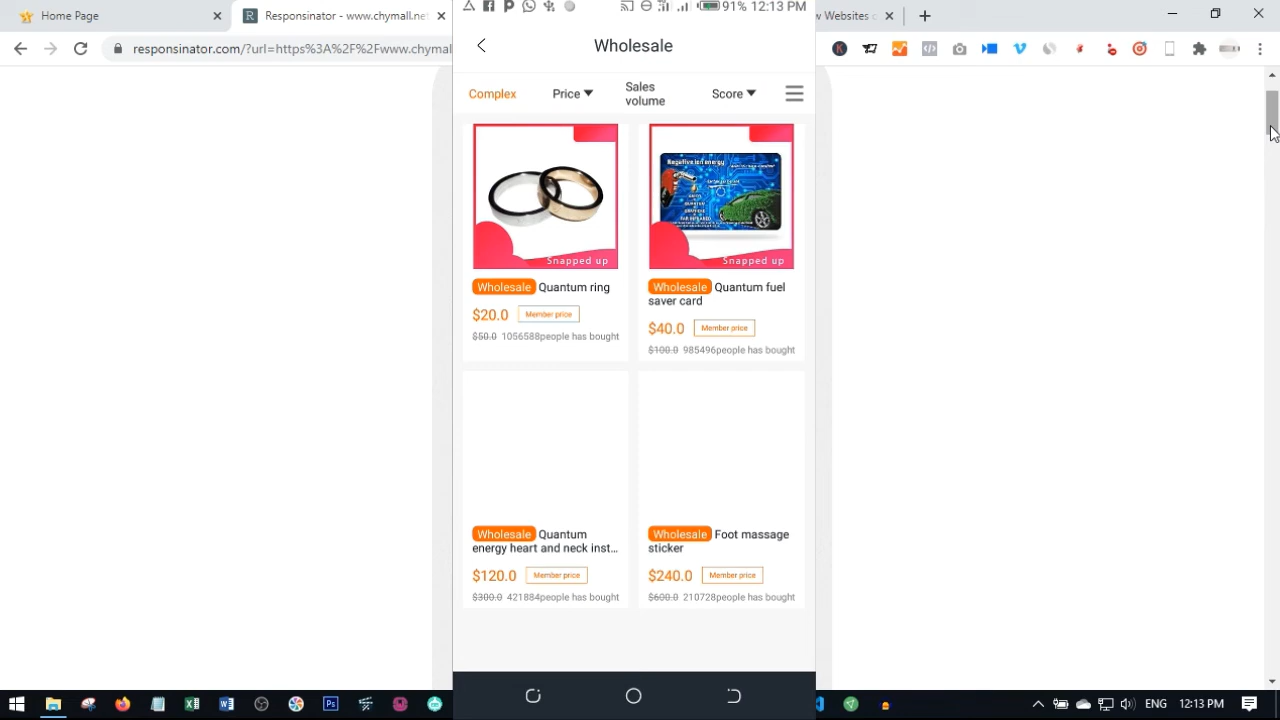 Home Page
Responsinator - www.chymall.net
y Websites
responsinator.com/?url=https%3A%2F%2Fwww.chymal
91% 12:13 PM
Wholesale
Complex
Price
Sales
volume
Score
Snapped up
Negative ion energy
Snapped up
Wholesale Quantum ring
$20.0 Member price
$50.0 1056588people has bought
Wholesale Quantum fuel
saver card
$40.0 Member price
$100.0 985496people has bought
Wholesale Quantum
energy heart and neck inst...
$120.0 Member price
$300.0 421884people has bought
Wholesale Foot massage
sticker
$240.0 Member price
$600.0 210728people has bought
ENG 12:13 PM